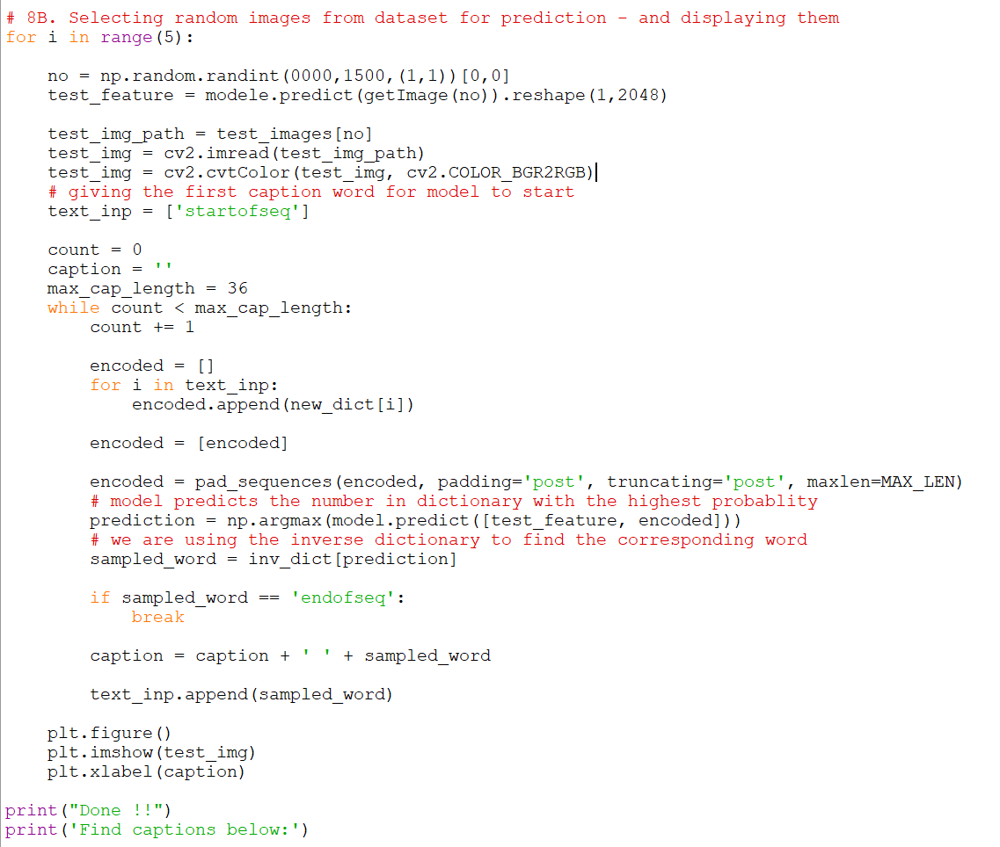 # 8B. Selecting random images from dataset for prediction - and displaying them
for i in range(5):
no = np.random.randint(0000,1500,(1,1))[0,0]
test_feature = modele.predict(getImage(no)).reshape(1,2048)
test_img_path = test_images[no]
test_img = cv2.imread(test_img_path)
test_img = cv2.cvtColor(test_img, cv2.COLOR_BGR2RGB)
# giving the first caption word for model to start
text_inp = ['startofseq']
count = 0
caption = ''
max_cap_length = 36
while count < max_cap_length:
count += 1
encoded = []
for i in text_inp:
encoded.append(new_dict[i])
encoded = [encoded]
encoded = pad_sequences(encoded, padding='post', truncating='post', maxlen=MAX_LEN)
# model predicts the number in dictionary with the highest probablity
prediction = np.argmax(model.predict([test_feature, encoded]))
# we are using the inverse dictionary to find the corresponding word
sampled_word = inv_dict[prediction]
if sampled_word == 'endofseq':
break
caption = caption + ' ' + sampled_word
text_inp.append(sampled_word)
plt.figure()
plt.imshow(test_img)
plt.xlabel(caption)
print("Done !!")
print('Find captions below:')